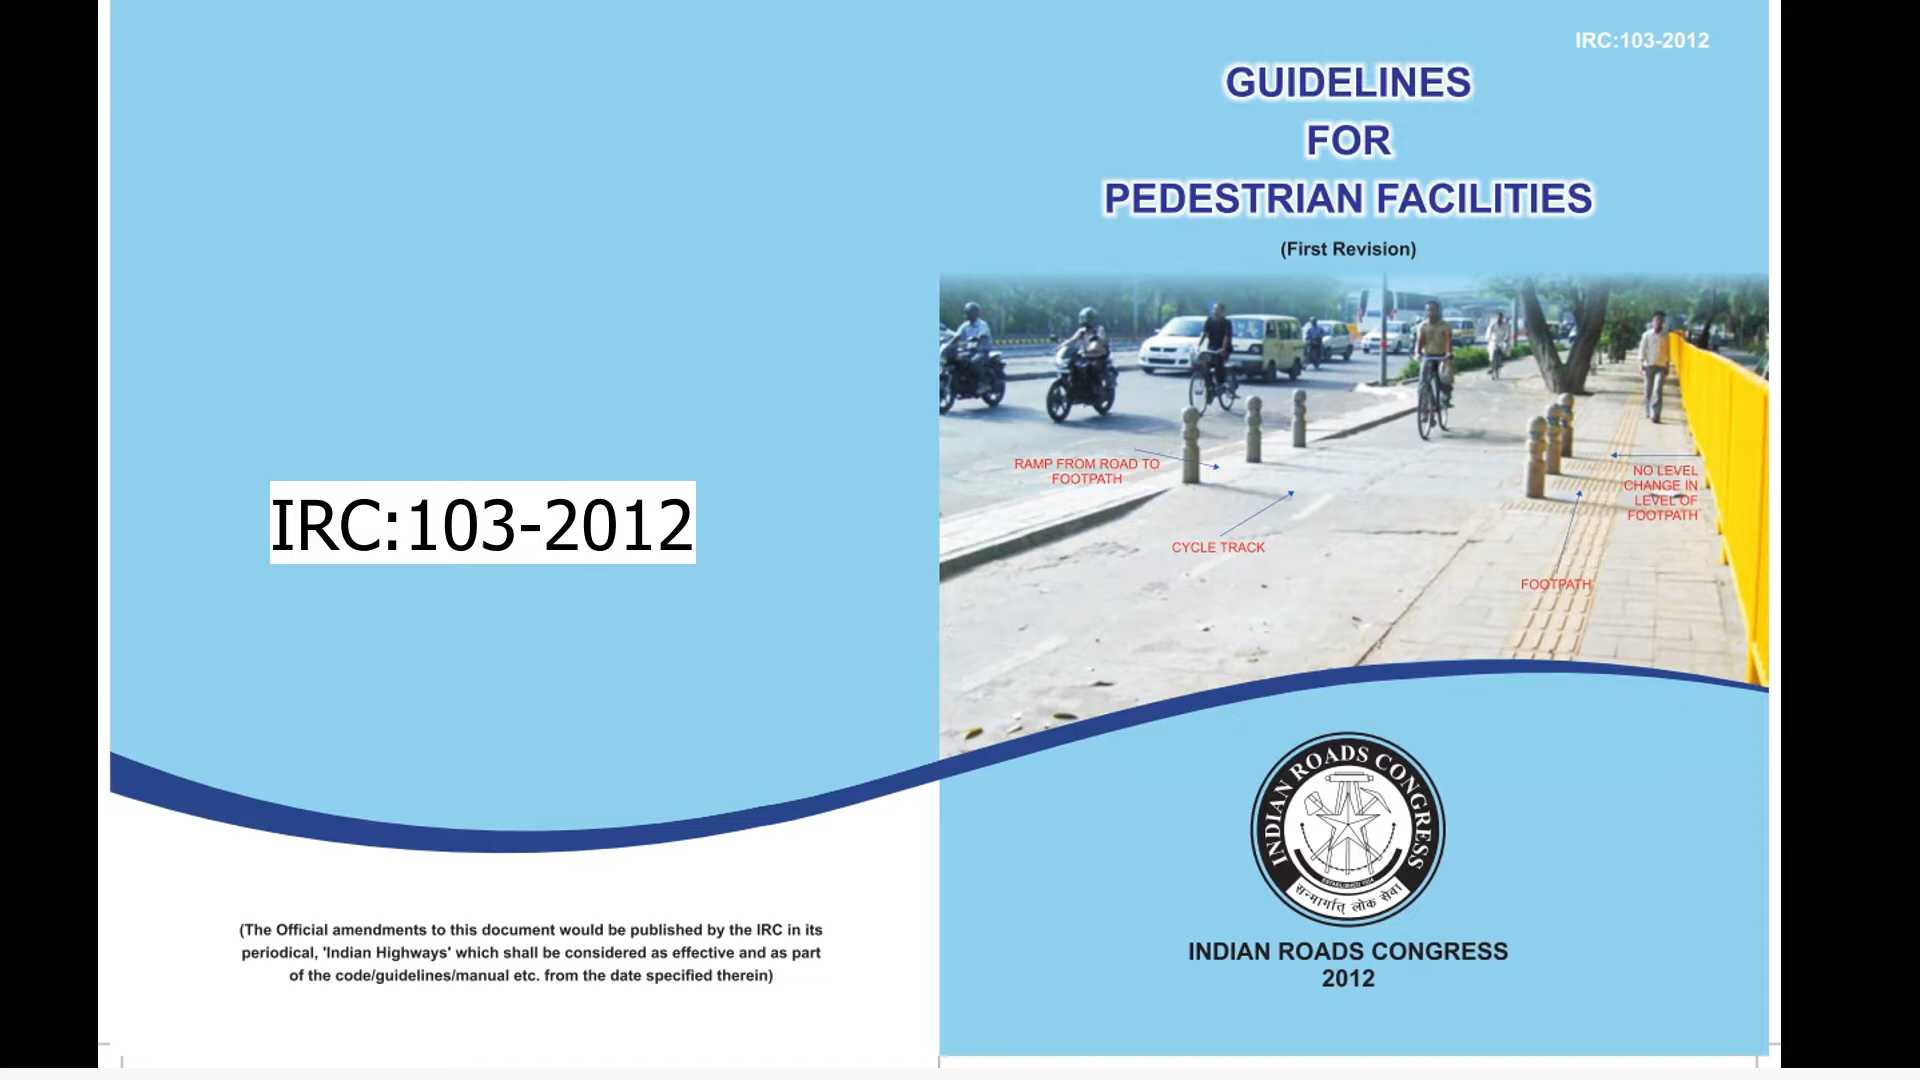 IRC:103-2012
(The Official amendments to this document would be published by the IRC in its
periodical, 'Indian Highways' which shall be considered as effective and as part
of the code/guidelines/manual etc. from the date specified therein)
IRC:103-2012
GUIDELINES
FOR
PEDESTRIAN FACILITIES
(First Revision)
RAMP FROM ROAD TO
FOOTPATH
CYCLE TRACK
NO LEVEL
CHANGE IN
LEVEL OF
FOOTPATH
FOOTPATH
INDIAN ROADS CONGRESS
ESTABLISHED 1934
सन्मार्गात् लोक सेवा
INDIAN ROADS CONGRESS
2012